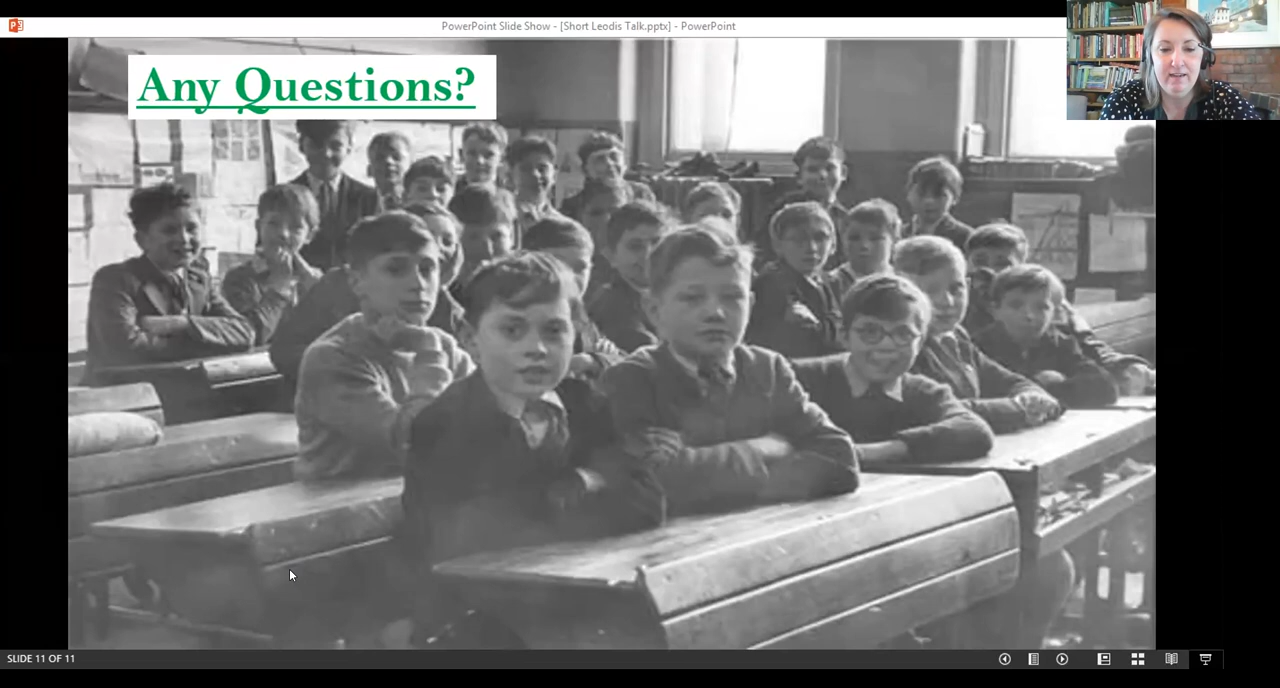 PowerPoint Slide Show - [Short Leodis Talk.pptx] - PowerPoint
Any Questions?
SLIDE 11 OF 11